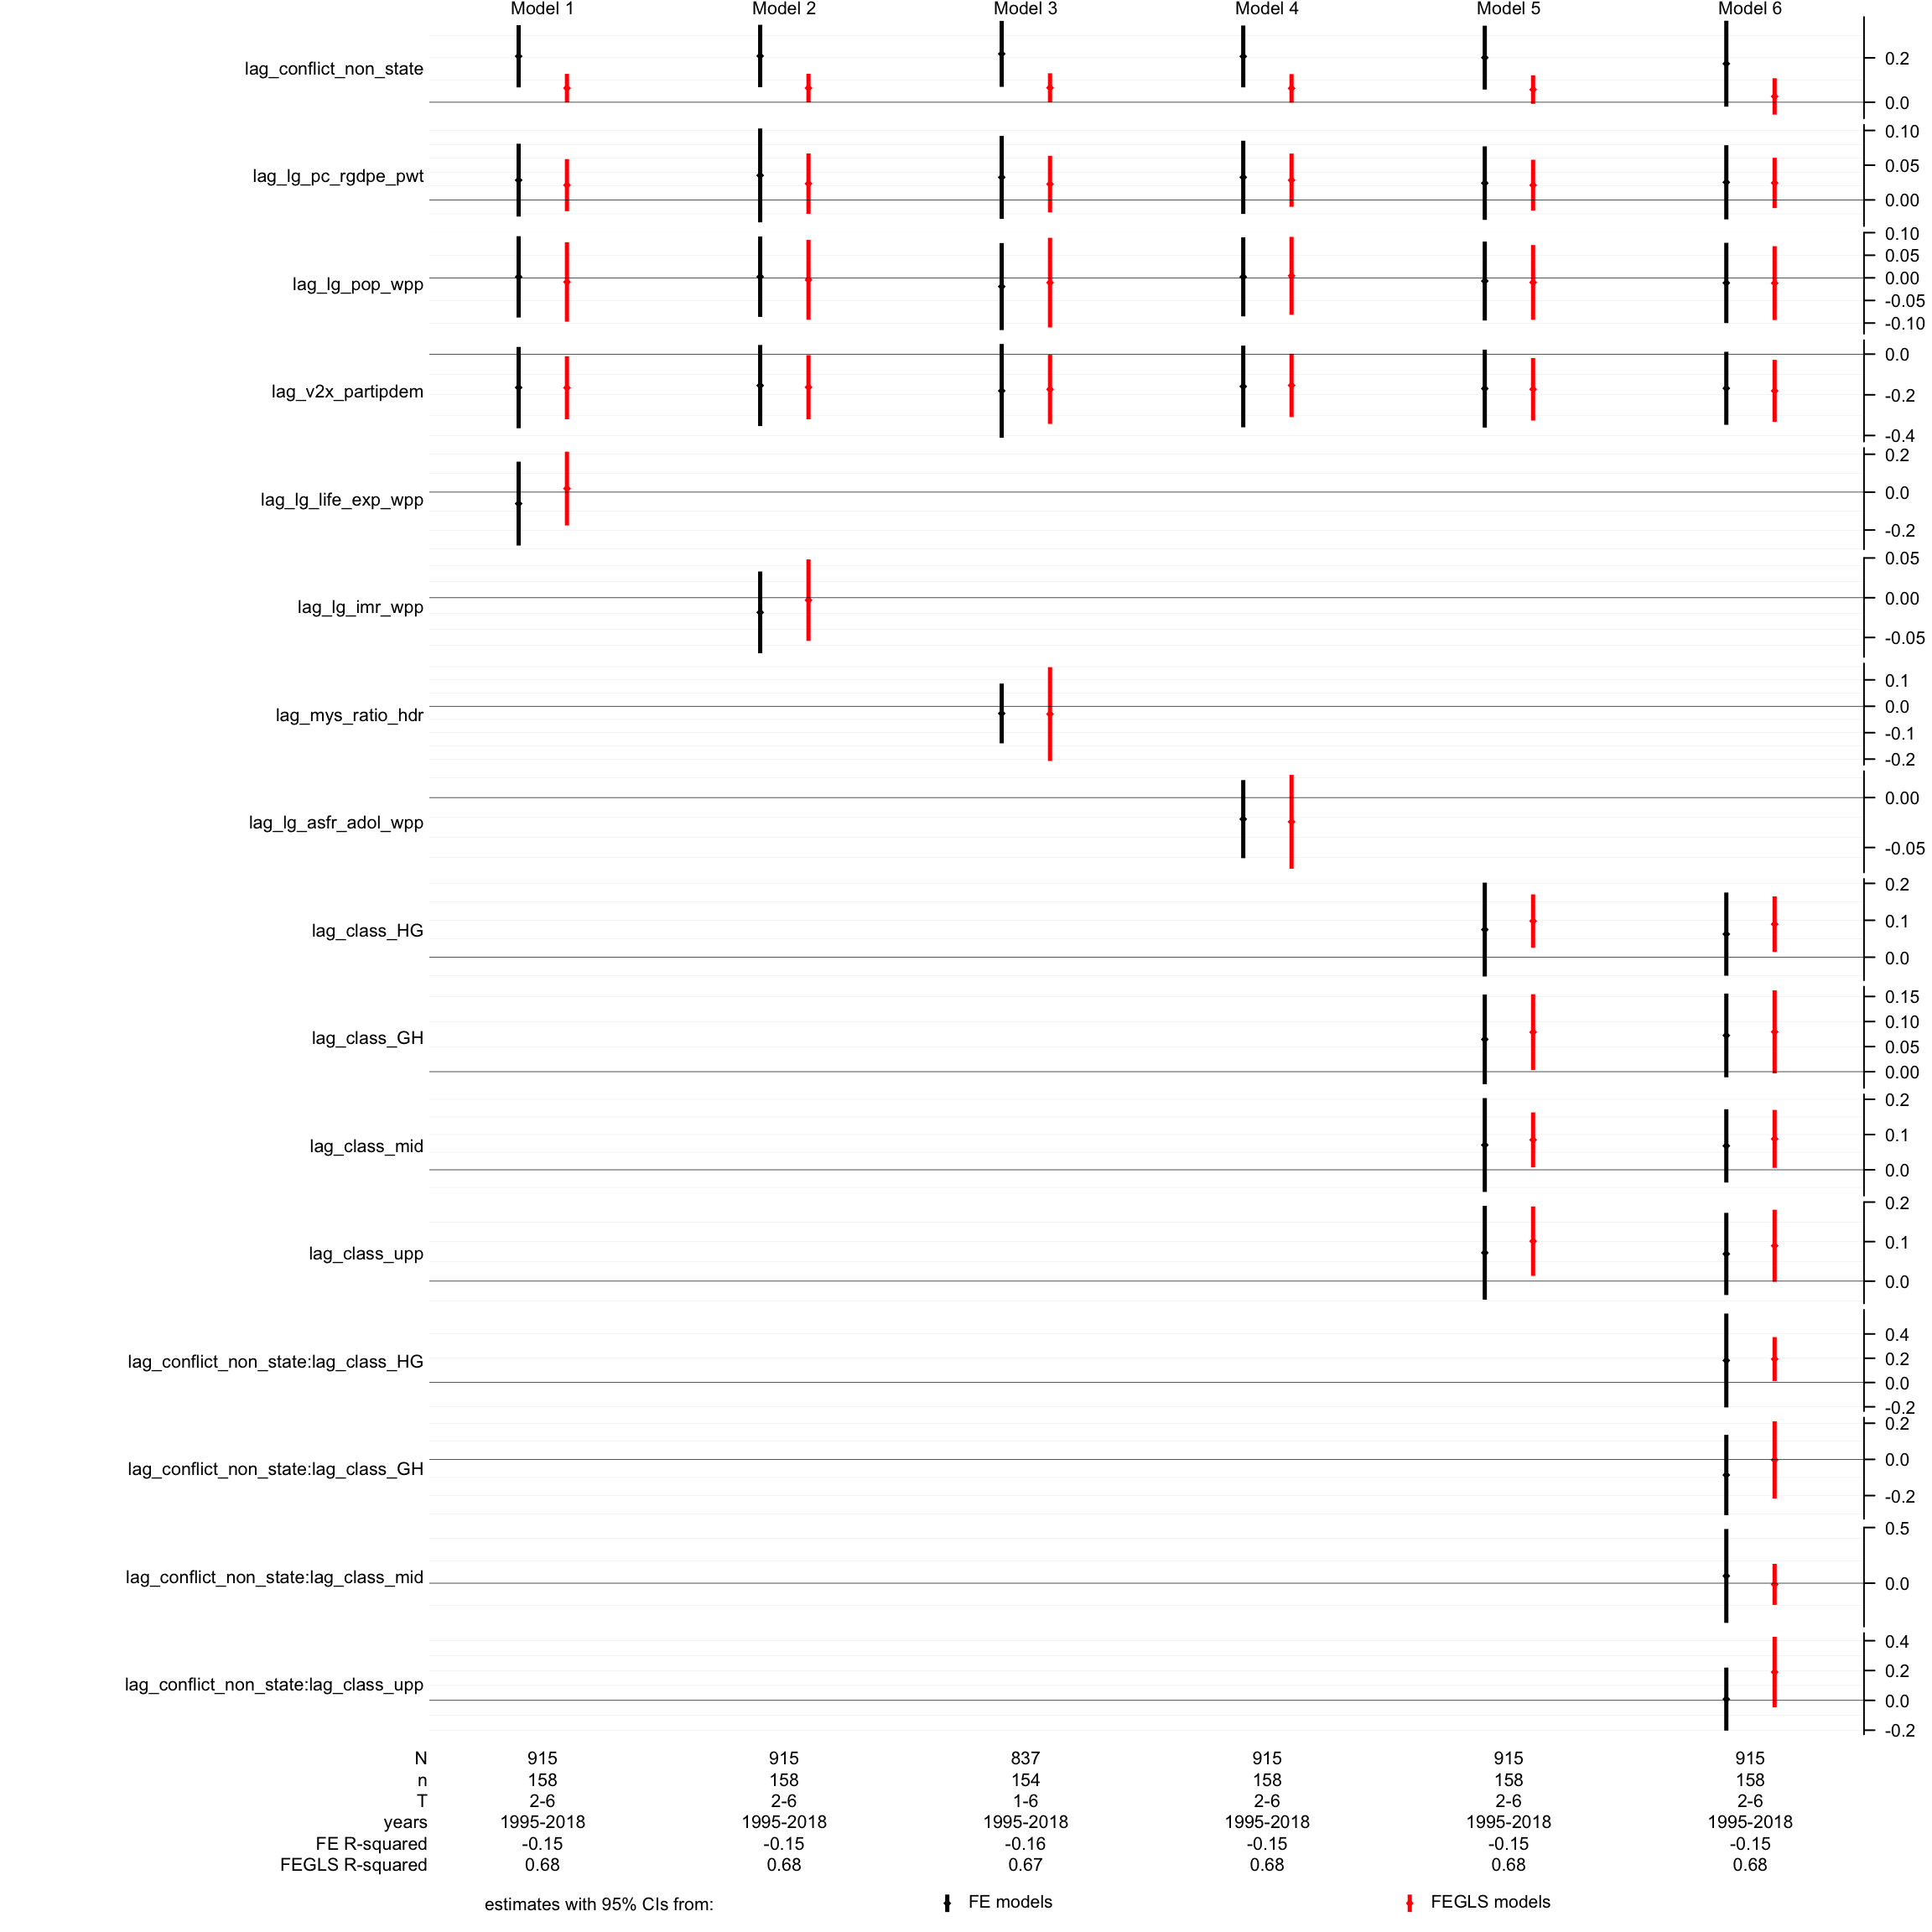 Model 1 Model 2 Model 3 Model 4 Model 5 Model 6
lag_conflict_non_state
0.2
0.0
lag_lg_pc_rgdpe_pwt
0.10
0.05
0.00
lag_lg_pop_wpp
0.10
0.05
0.00
-0.05
-0.10
lag_v2x_partipdem
0.0
-0.2
-0.4
lag_lg_life_exp_wpp
0.2
0.0
-0.2
lag_lg_imr_wpp
0.05
0.00
-0.05
lag_mys_ratio_hdr
0.1
0.0
-0.1
-0.2
lag_lg_asfr_adol_wpp
0.00
-0.05
lag_class_HG
0.2
0.1
0.0
lag_class_GH
0.15
0.10
0.05
0.00
lag_class_mid
0.2
0.1
0.0
lag_class_upp
0.2
0.1
0.0
lag_conflict_non_state:lag_class_HG
0.4
0.2
0.0
-0.2
lag_conflict_non_state:lag_class_GH
0.2
0.0
-0.2
lag_conflict_non_state:lag_class_mid
0.5
0.0
lag_conflict_non_state:lag_class_upp
0.4
0.2
0.0
-0.2
N 915 915 837 915 915 915
n 158 158 154 158 158 158
T 2-6 2-6 1-6 2-6 2-6 2-6
years 1995-2018 1995-2018 1995-2018 1995-2018 1995-2018 1995-2018
FE R-squared -0.15 -0.15 -0.16 -0.15 -0.15 -0.15
FEGLS R-squared 0.68 0.68 0.67 0.68 0.68 0.68
estimates with 95% CIs from: FE models FEGLS models